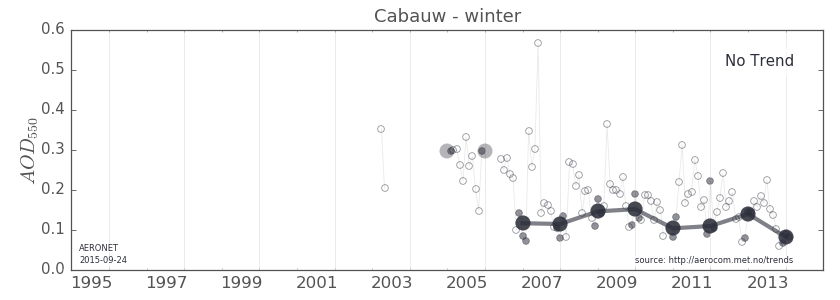 Cabauw - winter
0.6
No Trend
0.5
0.4
0.3
AOD550
0.2
0.1
AERONET
2015-09-24
source: http://aerocom.met.no/trends
0.0
1995 1997 1999 2001 2003 2005 2007 2009 2011 2013